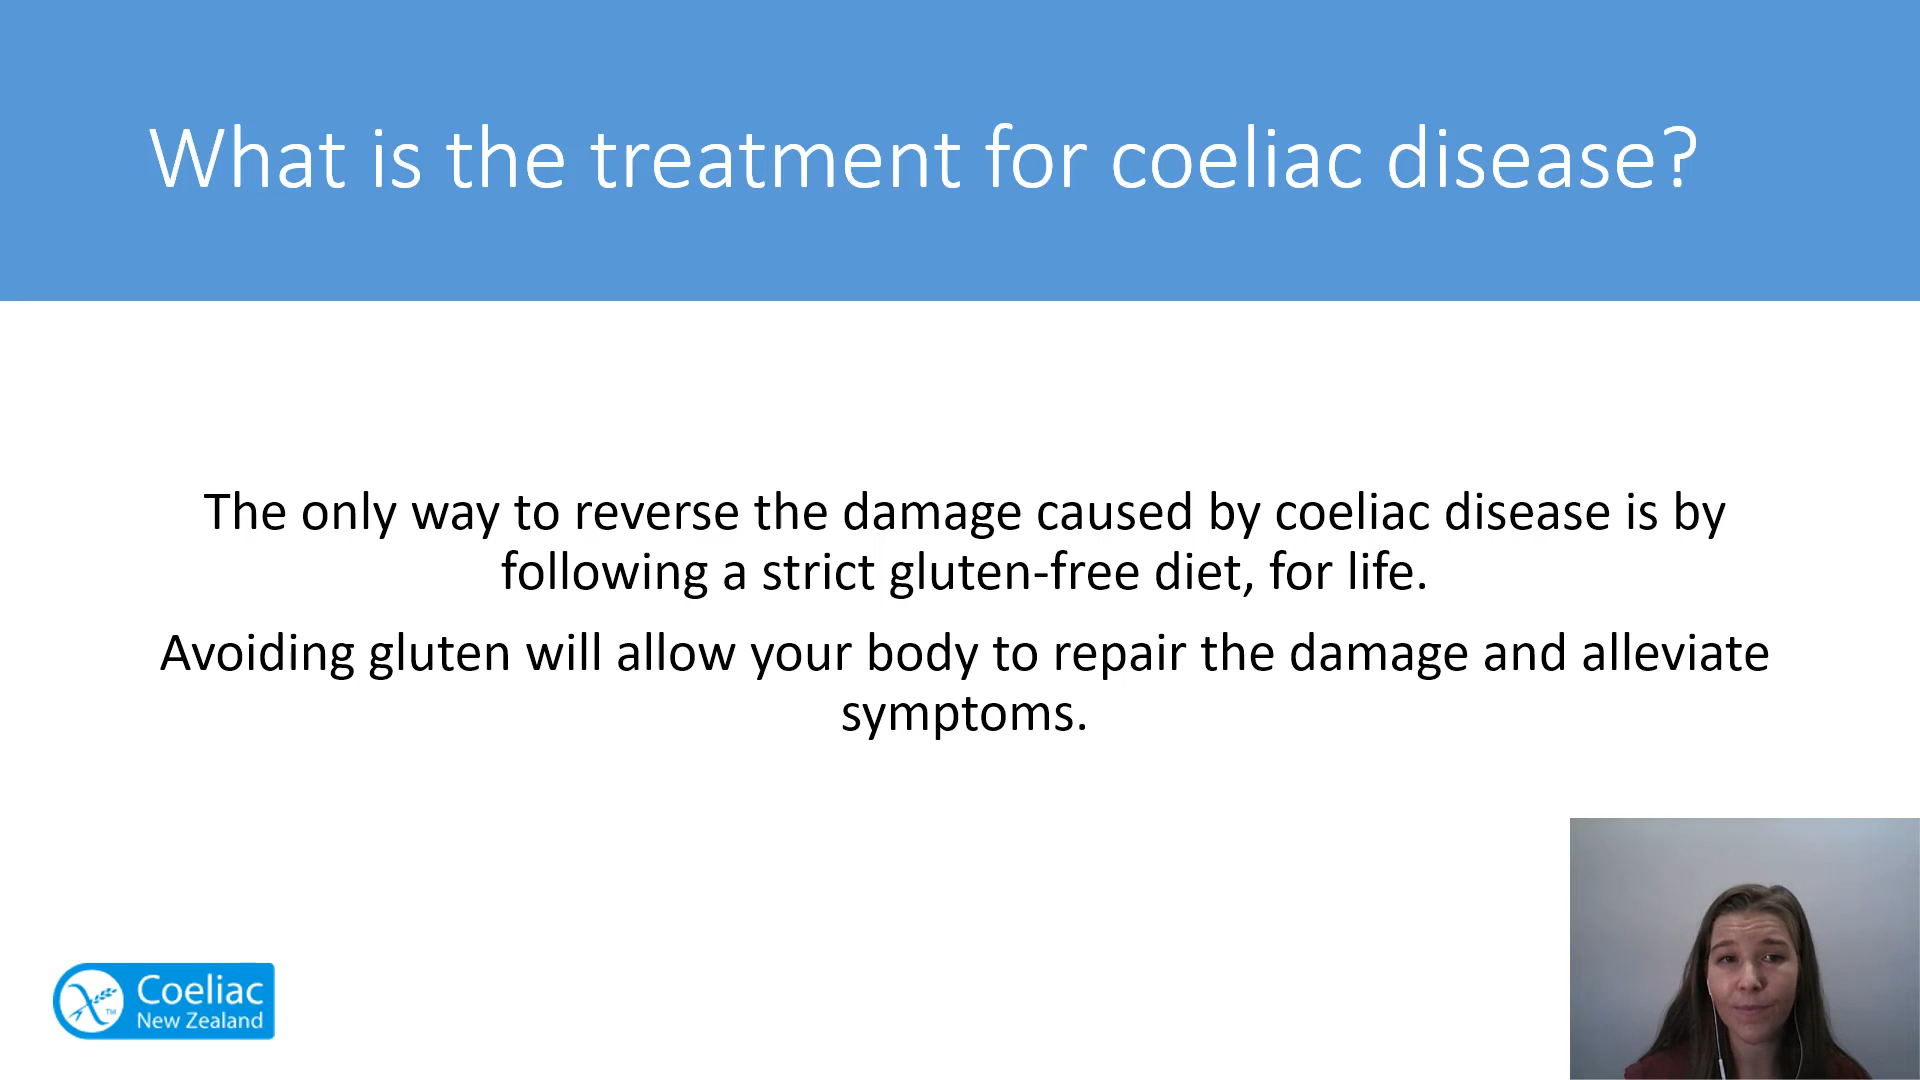 What is the treatment for coeliac disease?
The only way to reverse the damage caused by coeliac disease is by
following a strict gluten-free diet, for life.
Avoiding gluten will allow your body to repair the damage and alleviate
symptoms.
Coeliac
New Zealand
TM